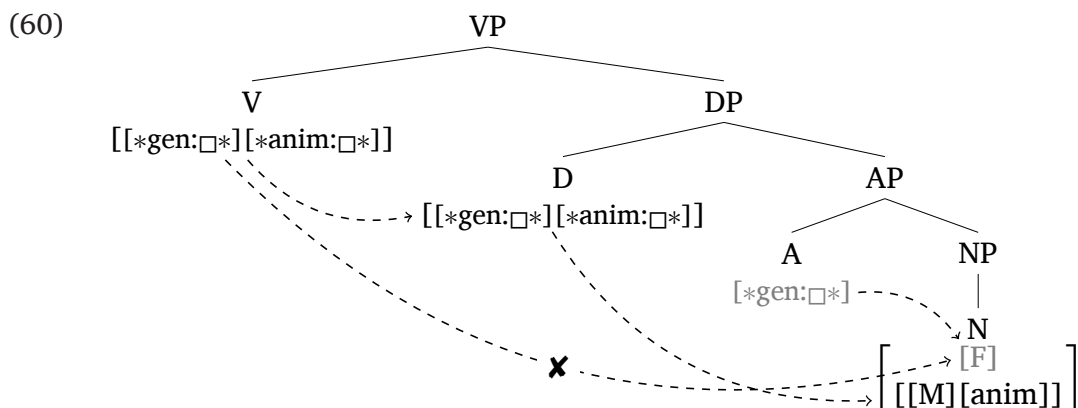 (60)
VP
V
DP
[[∗gen:□∗][∗anim:□∗]]
D
AP
[[∗gen:□∗][∗anim:□∗]]
A
NP
[∗gen:□∗]
N
[F]
✘
[[M][anim]]